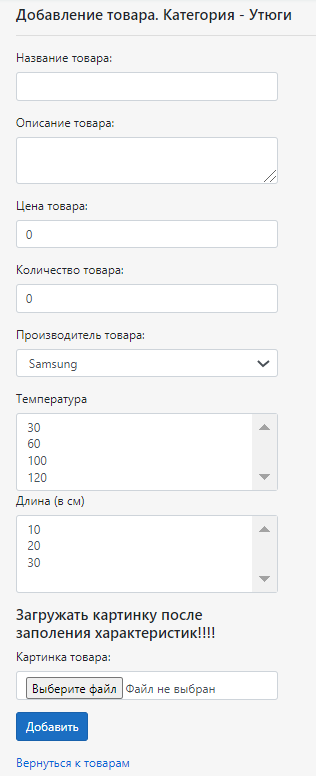 Добавление товара. Категория - Утюги
Название товара:
Описание товара:
Цена товара:
0
Количество товара:
0
Производитель товара:
Samsung
Температура
30
60
100
120
Длина (в см)
10
20
30
Загружать картинку после
заполения характеристик!!!!
Картинка товара:
Выберите файл Файл не выбран
Добавить
Вернуться к товарам